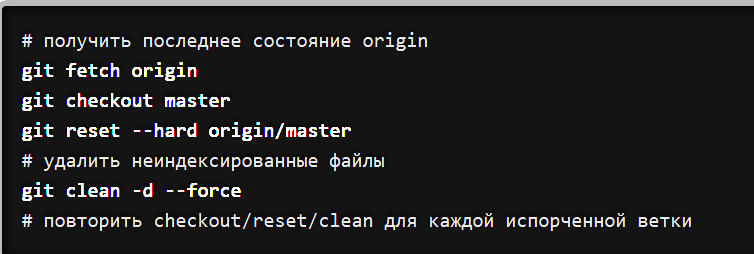 # получить последнее состояние origin
git fetch origin
git checkout master
git reset --hard origin/master
# удалить неиндексированные файлы
git clean -d --force
# повторить checkout/reset/clean для каждой испорченной ветки